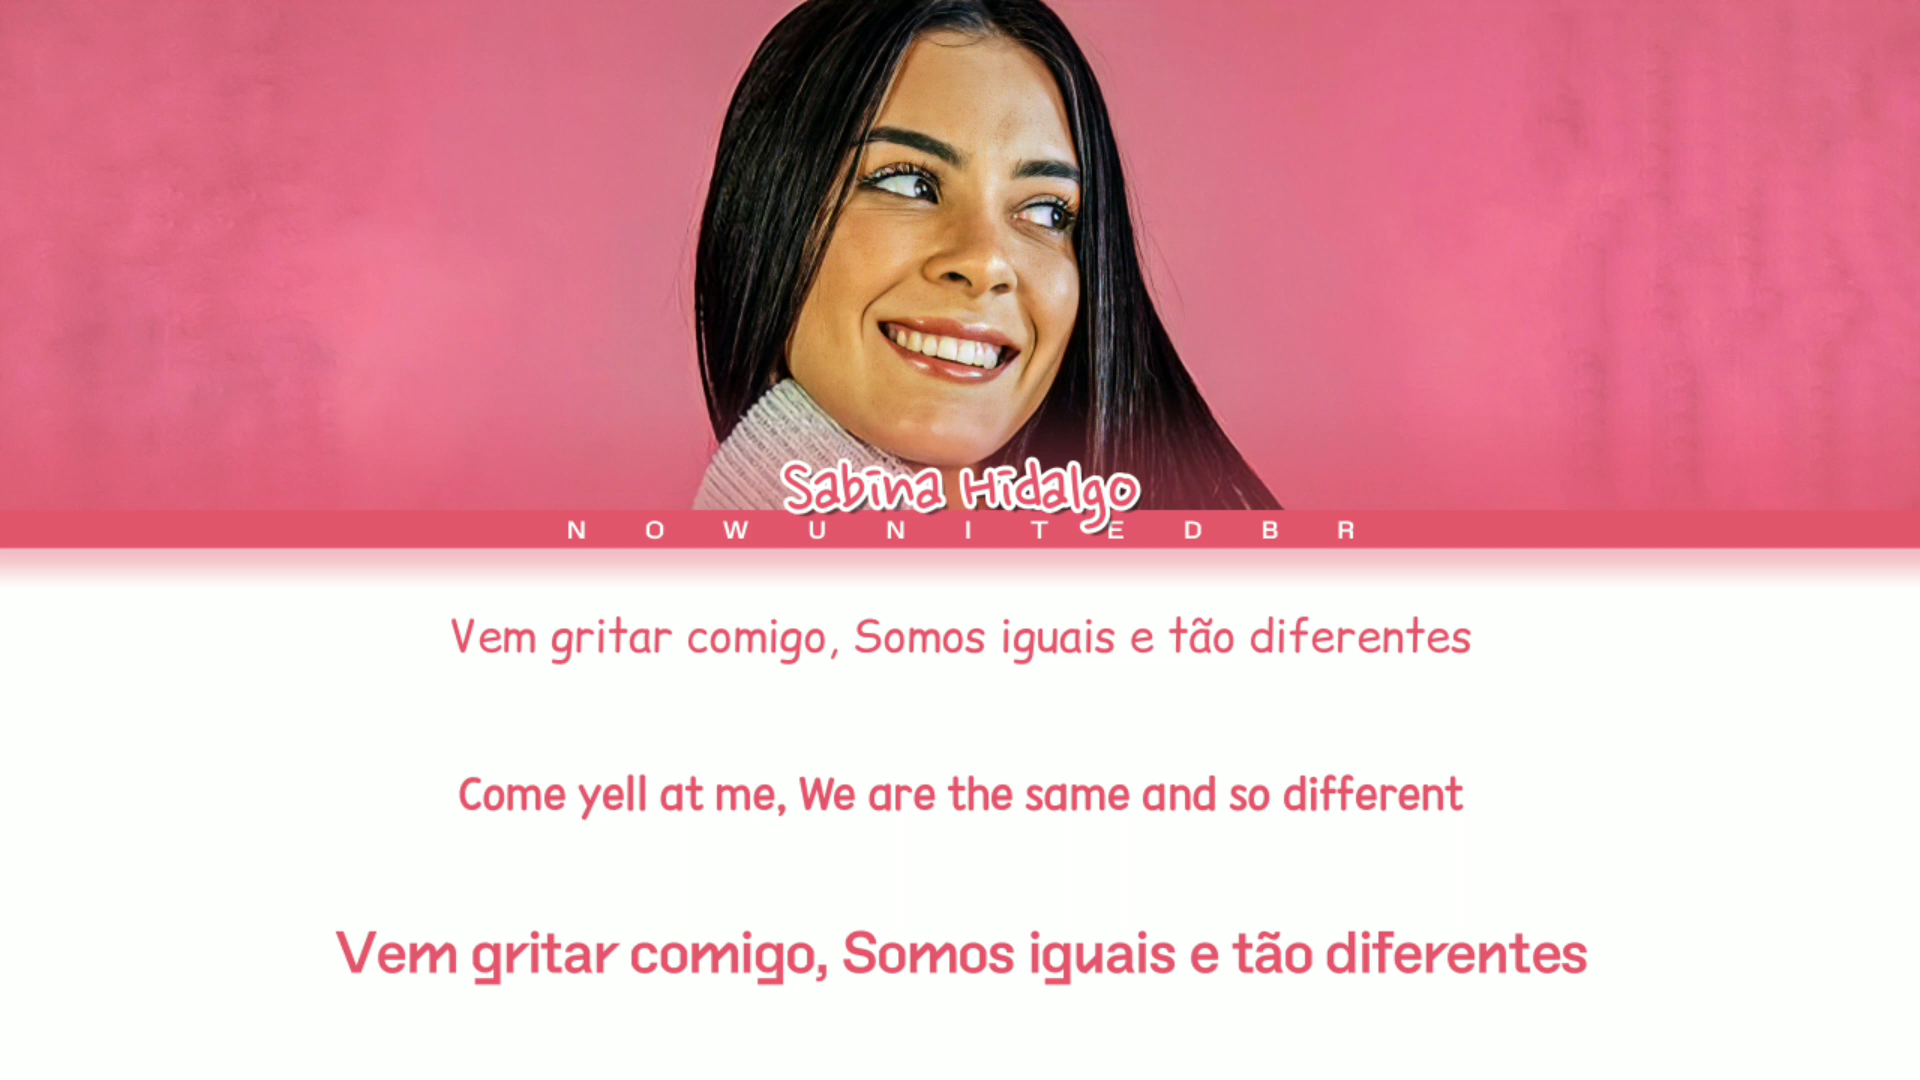 Sabina Hidalgo
NOWUNITEDBR
Vem gritar comigo, Somos iguais e tão diferentes
Come yell at me, We are the same and so different
Vem gritar comigo, Somos iguais e tão diferentes